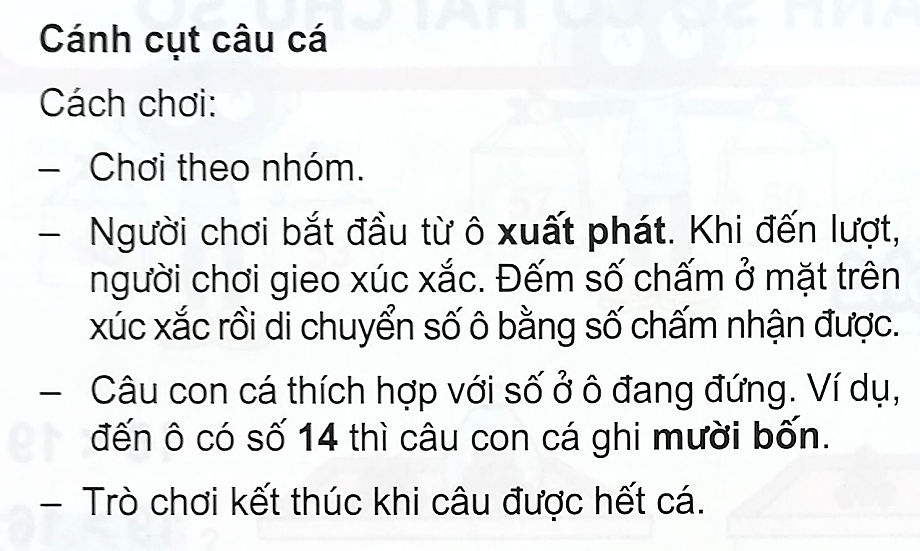 Cánh cụt câu cá
Cách chơi:
– Chơi theo nhóm.
– Người chơi bắt đầu từ ô xuất phát. Khi đến lượt,
người chơi gieo xúc xắc. Đếm số chấm ở mặt trên
xúc xắc rồi di chuyển số ô bằng số chấm nhận được.
– Câu con cá thích hợp với số ở ô đang đứng. Ví dụ,
đến ô có số 14 thì câu con cá ghi mười bốn.
– Trò chơi kết thúc khi câu được hết cá.